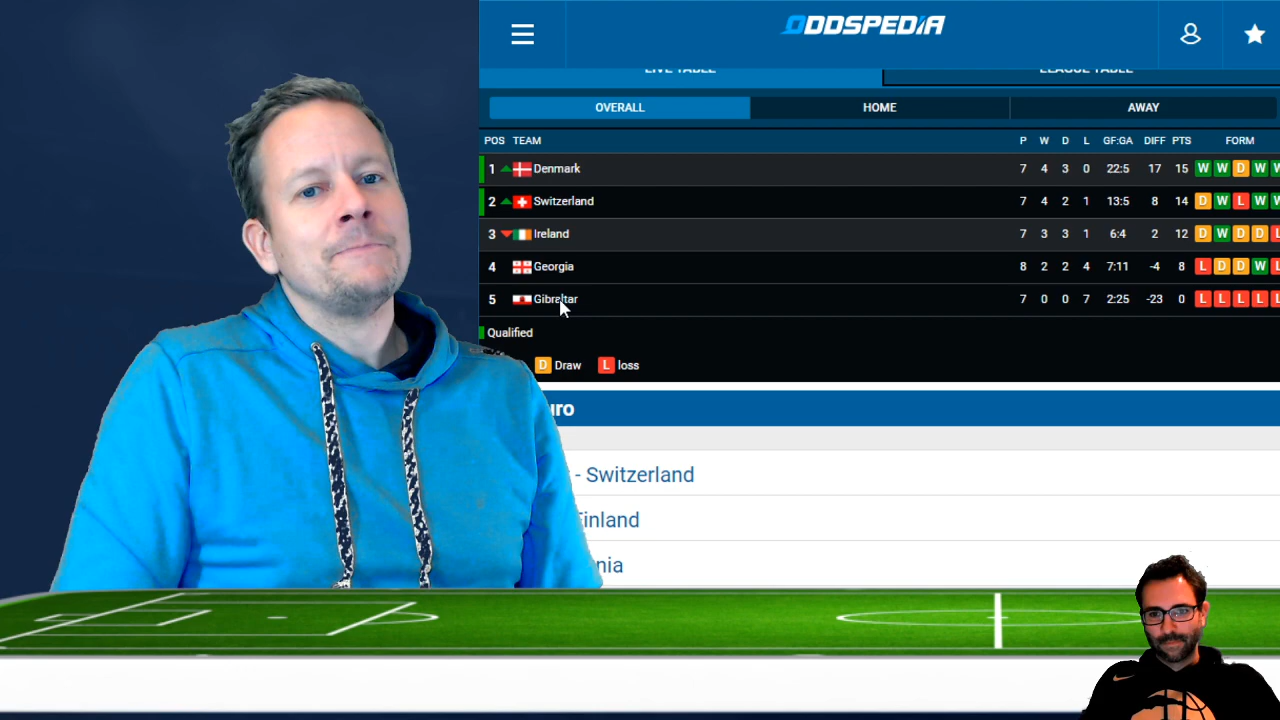 ODDSPEDIA
LIVE TABLE LEAGUE TABLE
OVERALL HOME AWAY
POS TEAM P W D L GF:GA DIFF PTS FORM
1 Denmark 7 4 3 0 22:5 17 15 W W D W W
2 Switzerland 7 4 2 1 13:5 8 14 D W L W W
3 Ireland 7 3 3 1 6:4 2 12 D W D D L
4 Georgia 8 2 2 4 7:11 -4 8 L D D W L
5 Gibraltar 7 0 0 7 2:25 -23 0 L L L L L
Qualified
D Draw L loss
uro
- Switzerland
Finland
nia